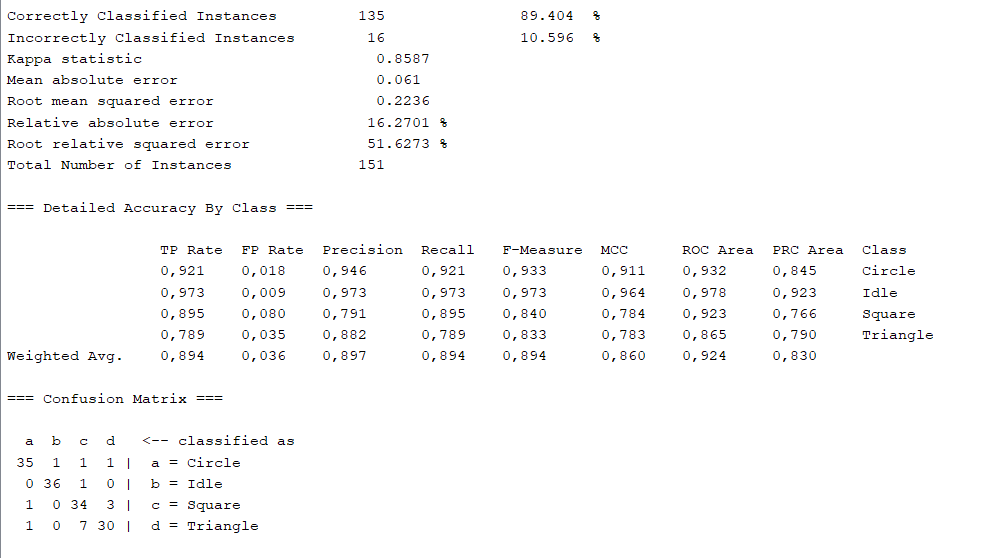 Correctly Classified Instances 135 89.404 %
Incorrectly Classified Instances 16 10.596 %
Kappa statistic 0.8587
Mean absolute error 0.061
Root mean squared error 0.2236
Relative absolute error 16.2701 %
Root relative squared error 51.6273 %
Total Number of Instances 151
=== Detailed Accuracy By Class ===
TP Rate FP Rate Precision Recall F-Measure MCC ROC Area PRC Area Class
0,921 0,018 0,946 0,921 0,933 0,911 0,932 0,845 Circle
0,973 0,009 0,973 0,973 0,973 0,964 0,978 0,923 Idle
0,895 0,080 0,791 0,895 0,840 0,784 0,923 0,766 Square
0,789 0,035 0,882 0,789 0,833 0,783 0,865 0,790 Triangle
Weighted Avg. 0,894 0,036 0,897 0,894 0,894 0,860 0,924 0,830
=== Confusion Matrix ===
a b c d <-- classified as
35 1 1 1 | a = Circle
0 36 1 0 | b = Idle
1 0 34 3 | c = Square
1 0 7 30 | d = Triangle